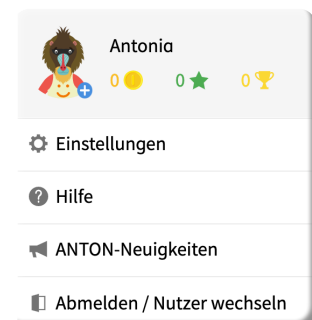 Antonia
0 0 0
Einstellungen
Hilfe
ANTON-Neuigkeiten
Abmelden / Nutzer wechseln